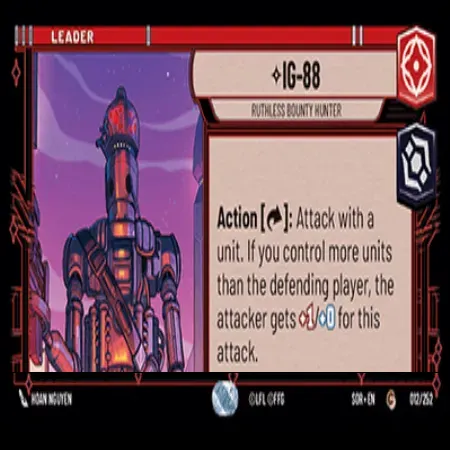 LEADER
IG-88
RUTHLESS BOUNTY HUNTER
Action [ ]: Attack with a
unit. If you control more units
than the defending player, the
attacker gets +1/+0 for this
attack.
HOAN NGUYEN
©LFL ©FFG
SOR • EN
C
012/252